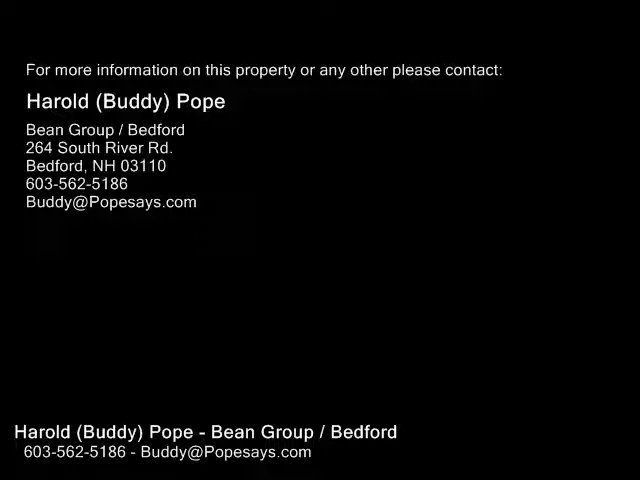 For more information on this property or any other please contact:
Harold (Buddy) Pope
Bean Group / Bedford
264 South River Rd.
Bedford, NH 03110
603-562-5186
Buddy@Popesays.com
Harold (Buddy) Pope - Bean Group / Bedford
603-562-5186 - Buddy@Popesays.com